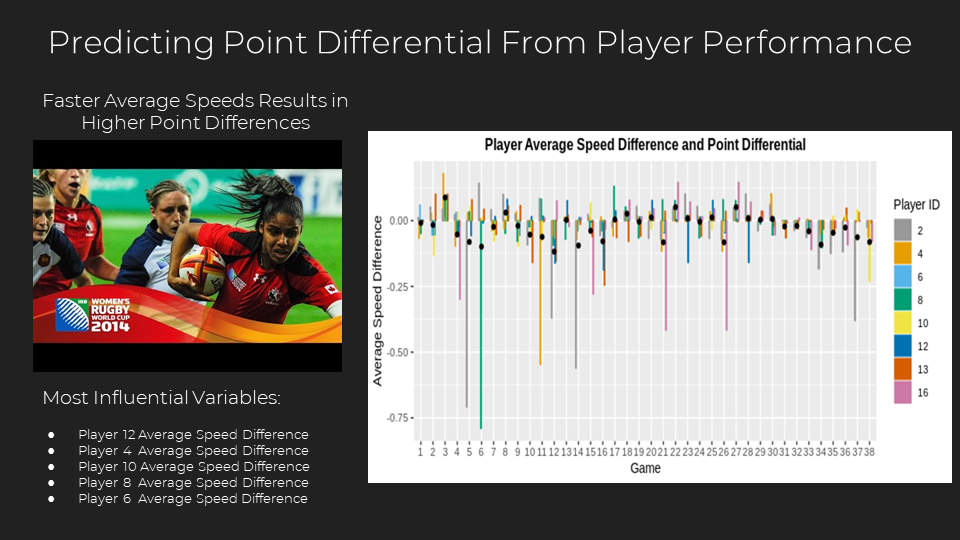 Predicting Point Differential From Player Performance
Faster Average Speeds Results in
Higher Point Differences
IRB WOMEN'S
RUGBY
WORLD CUP
2014
Most Influential Variables:
● Player 12 Average Speed Difference
● Player 4 Average Speed Difference
● Player 10 Average Speed Difference
● Player 8 Average Speed Difference
● Player 6 Average Speed Difference
Player Average Speed Difference and Point Differential
Average Speed Difference
0.00
-0.25
-0.50
-0.75
1 2 3 4 5 6 7 8 9 10 11 12 13 14 15 16 17 18 19 20 21 22 23 24 25 26 27 28 29 30 31 32 33 34 35 36 37 38
Game
Player ID
2
4
6
8
10
12
13
16